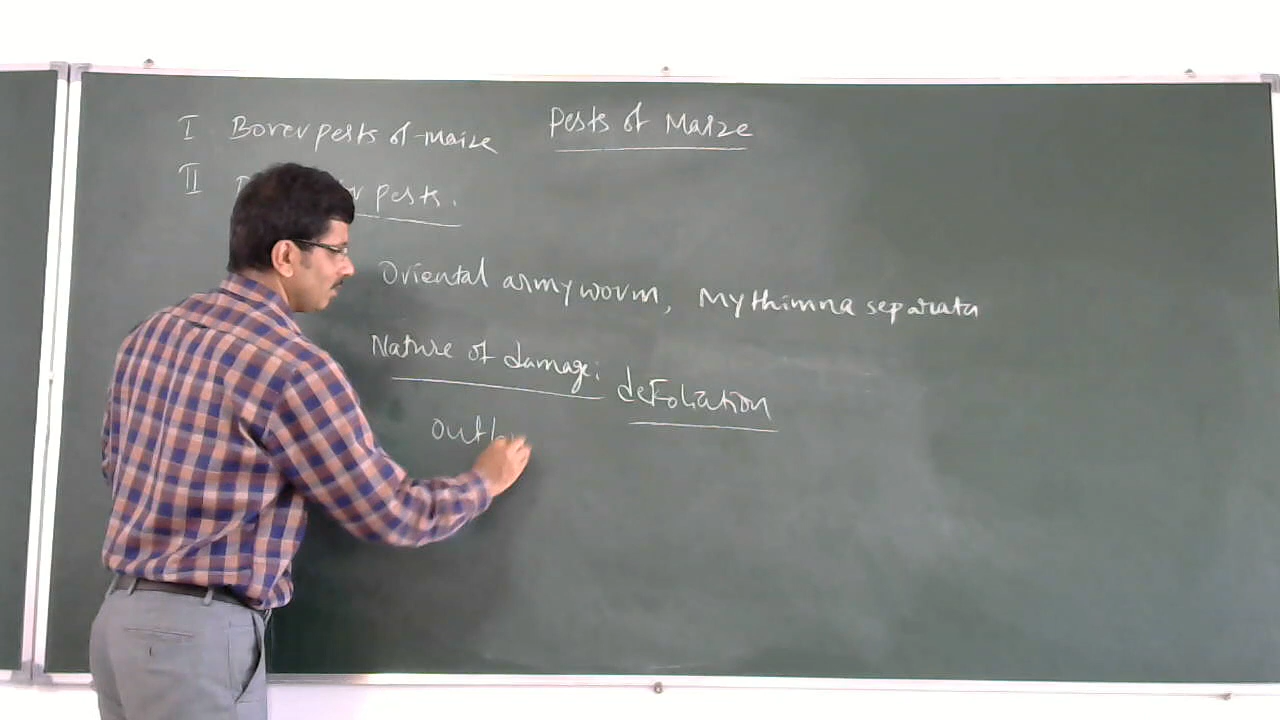 Pests of Maize
I Borer pests of maize
II pests.
Oriental armyworm, Mythimna separata
Nature of damage: defoliation